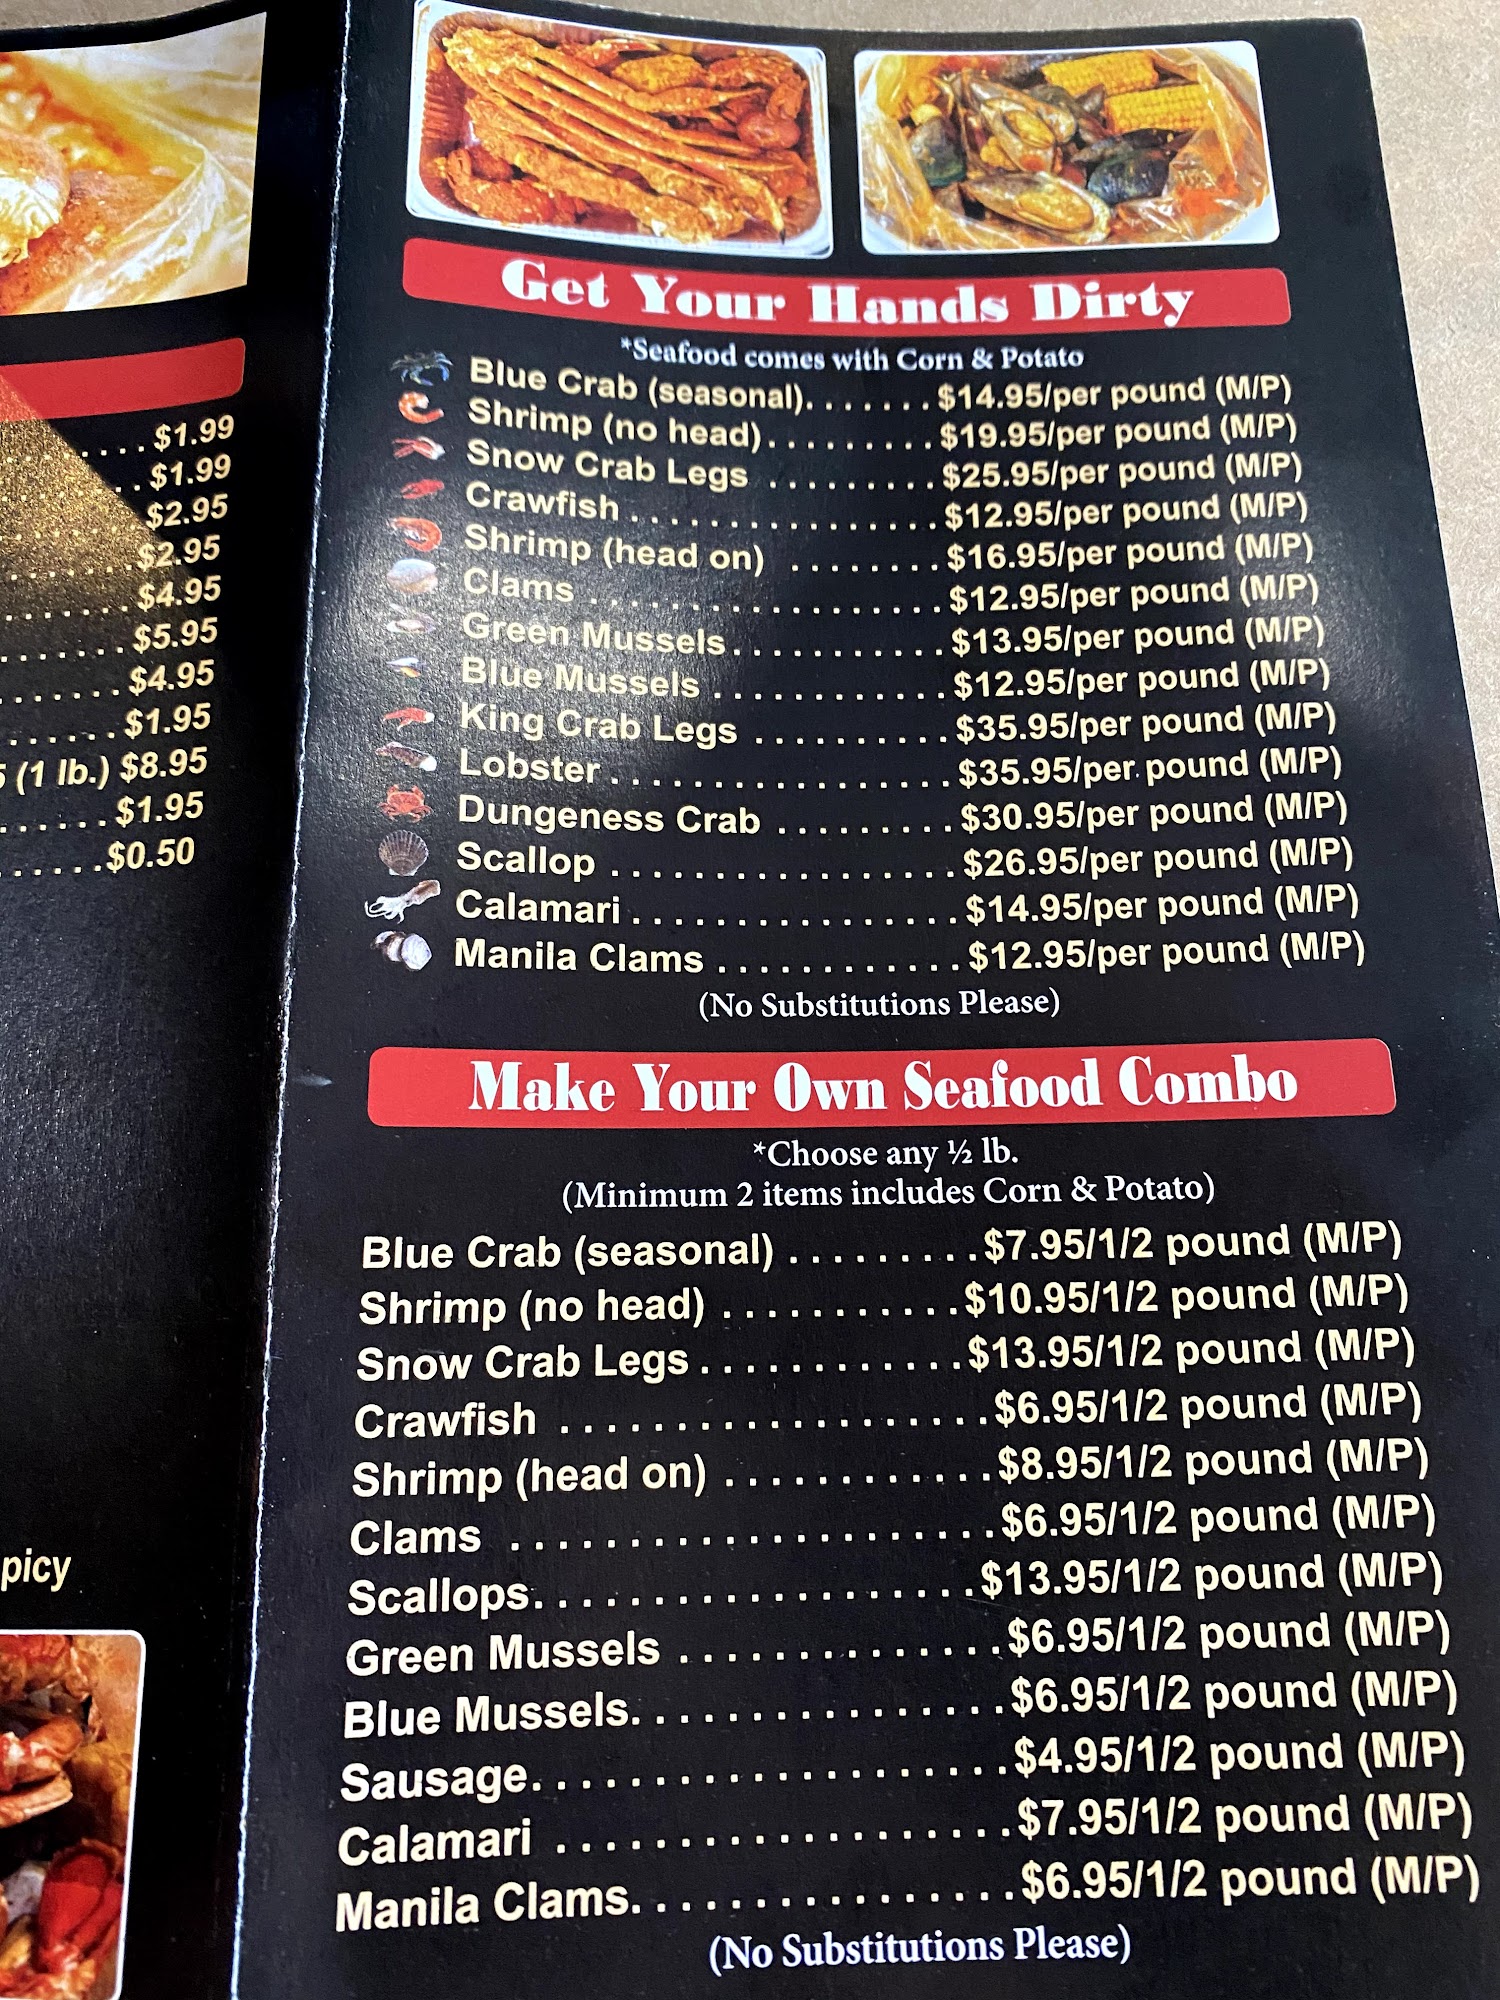 $1.99
$1.99
$2.95
$2.95
$4.95
$5.95
$4.95
$1.95
(1 lb.) $8.95
$1.95
$0.50
picy
Get Your Hands Dirty
*Seafood comes with Corn & Potato
Blue Crab (seasonal)........$14.95/per pound (M/P)
Shrimp (no head)..........$19.95/per pound (M/P)
Snow Crab Legs .........$25.95/per pound (M/P)
Crawfish ...............$12.95/per pound (M/P)
Shrimp (head on) ........$16.95/per pound (M/P)
Clams .................$12.95/per pound (M/P)
Green Mussels...........$13.95/per pound (M/P)
Blue Mussels ...........$12.95/per pound (M/P)
King Crab Legs ..........$35.95/per pound (M/P)
Lobster.................$35.95/per pound (M/P)
Dungeness Crab .........$30.95/per pound (M/P)
Scallop .................$26.95/per pound (M/P)
Calamari................$14.95/per pound (M/P)
Manila Clams ............$12.95/per pound (M/P)
(No Substitutions Please)
Make Your Own Seafood Combo
*Choose any ½ lb.
(Minimum 2 items includes Corn & Potato)
Blue Crab (seasonal) .........$7.95/1/2 pound (M/P)
Shrimp (no head) ...........$10.95/1/2 pound (M/P)
Snow Crab Legs............$13.95/1/2 pound (M/P)
Crawfish ...................$6.95/1/2 pound (M/P)
Shrimp (head on) ............$8.95/1/2 pound (M/P)
Clams .....................$6.95/1/2 pound (M/P)
Scallops...................$13.95/1/2 pound (M/P)
Green Mussels ..............$6.95/1/2 pound (M/P)
Blue Mussels................$6.95/1/2 pound (M/P)
Sausage....................$4.95/1/2 pound (M/P)
Calamari ...................$7.95/1/2 pound (M/P)
Manila Clams................$6.95/1/2 pound (M/P)
(No Substitutions Please)